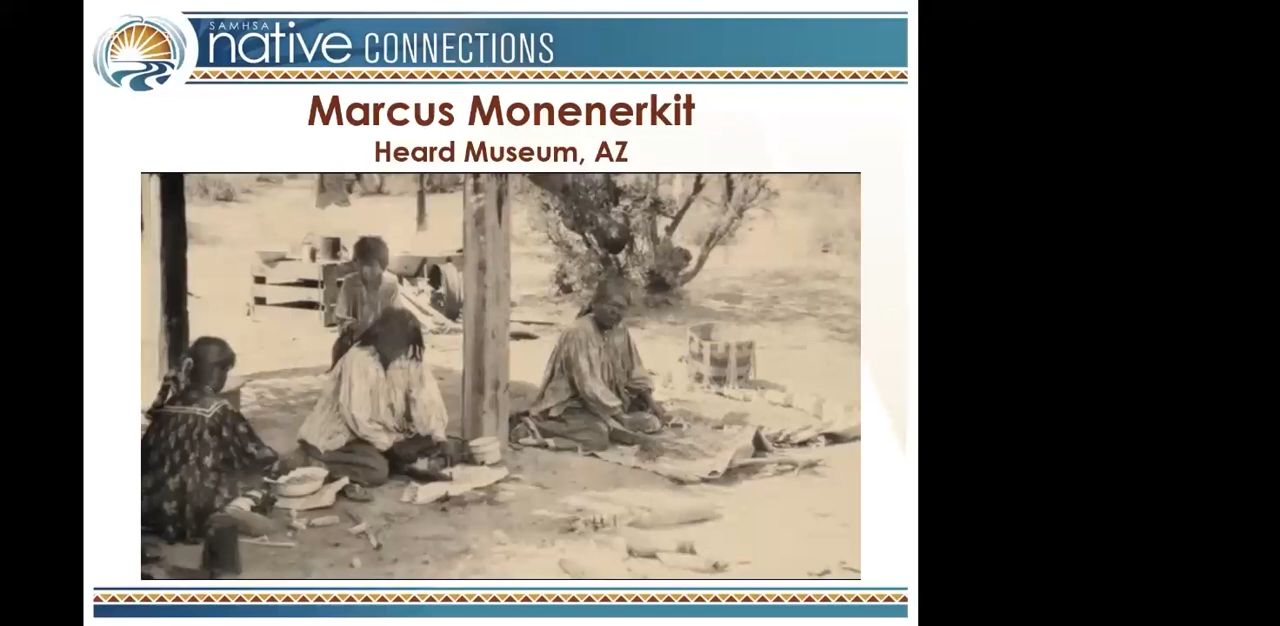 SAMHSA
native CONNECTIONS
Marcus Monenerkit
Heard Museum, AZ